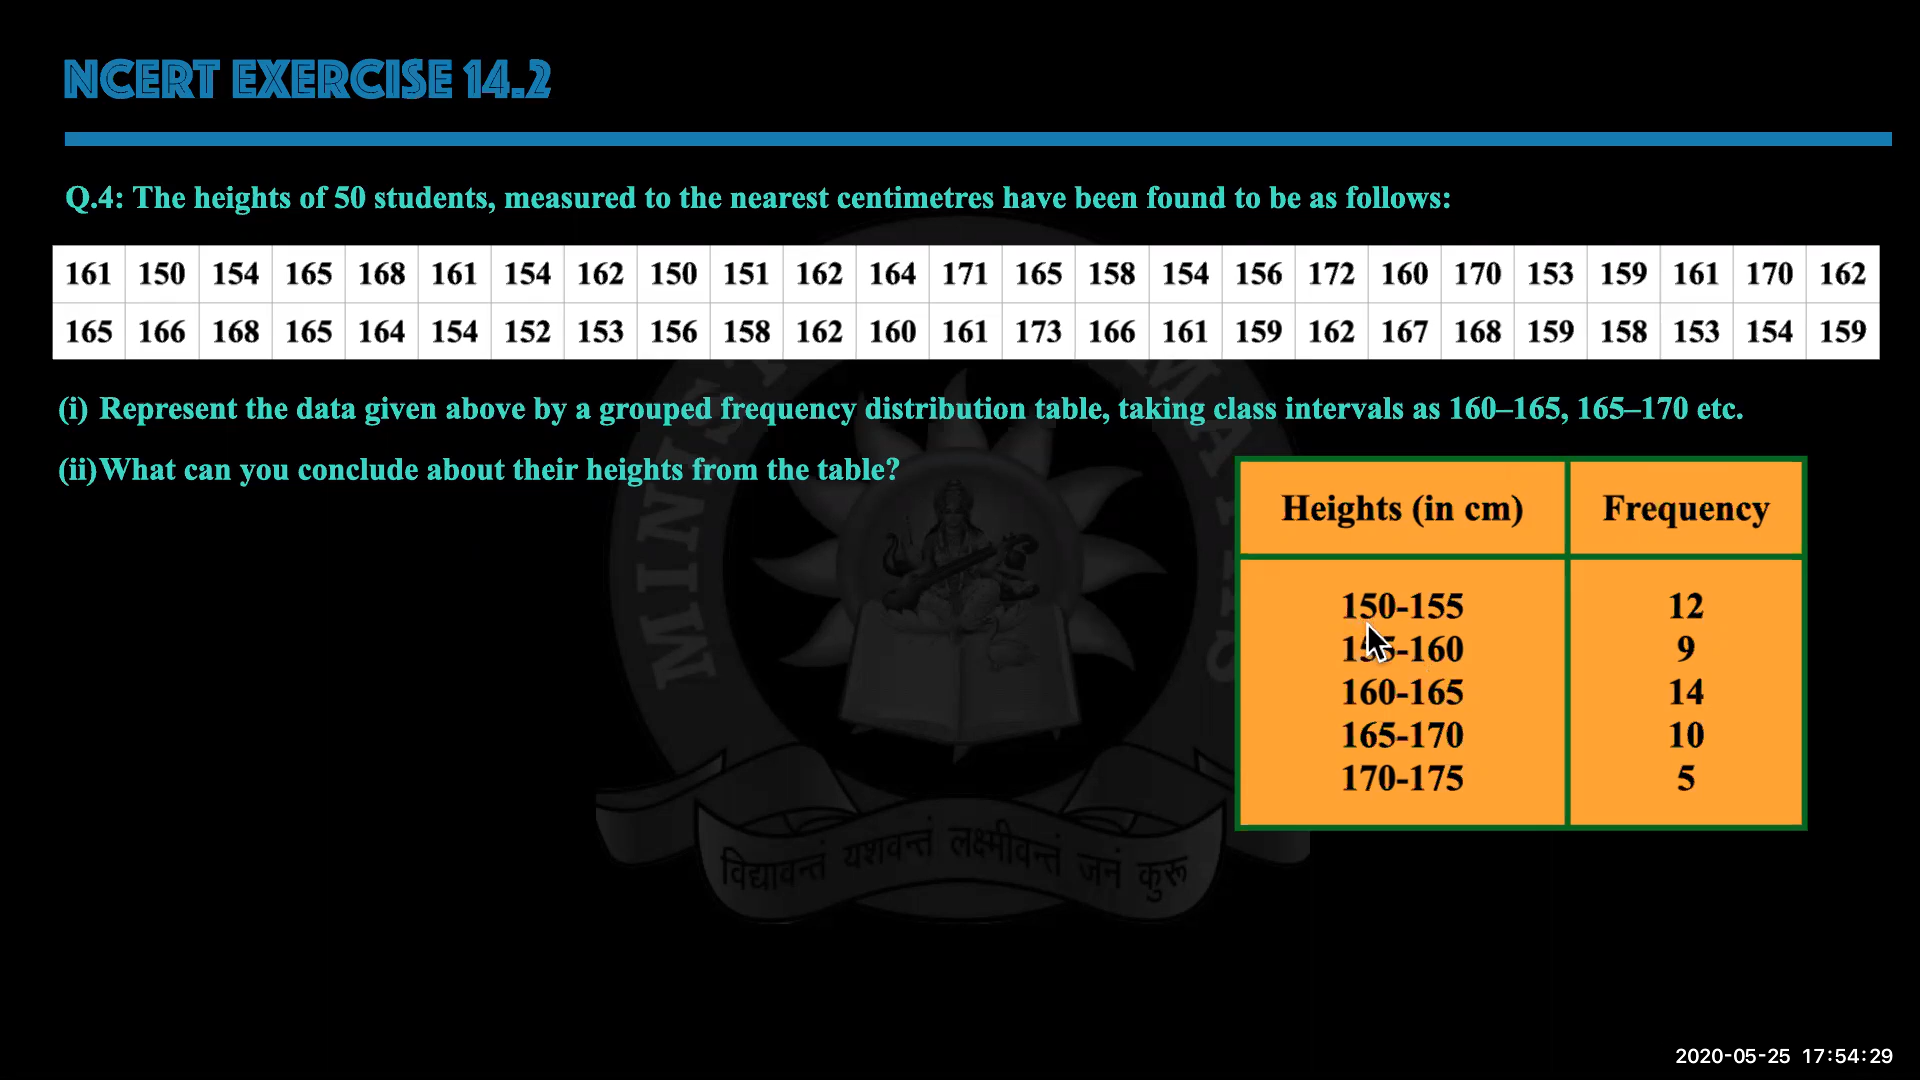 NCERT EXERCISE 14.2
Q.4: The heights of 50 students, measured to the nearest centimetres have been found to be as follows:
161 150 154 165 168 161 154 162 150 151 162 164 171 165 158 154 156 172 160 170 153 159 161 170 162
165 166 168 165 164 154 152 153 156 158 162 160 161 173 166 161 159 162 167 168 159 158 153 154 159
(i) Represent the data given above by a grouped frequency distribution table, taking class intervals as 160–165, 165–170 etc.
(ii) What can you conclude about their heights from the table?
Heights (in cm) Frequency
150-155 12
155-160 9
160-165 14
165-170 10
170-175 5
विद्यावन्तं यशवन्तं लक्ष्मीवन्तं जनं कुरू
2020-05-25 17:54:29